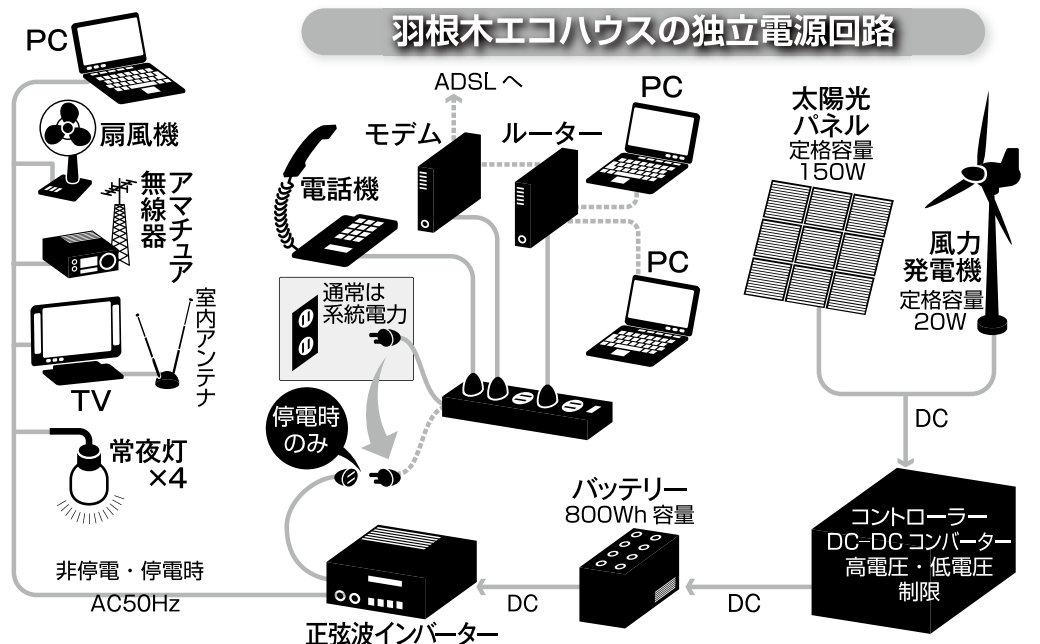 羽根木エコハウスの独立電源回路
PC
扇風機
アマチュア
無線器
TV
室内アンテナ
常夜灯
×4
非停電・停電時
AC50Hz
ADSLへ
モデム
ルーター
PC
電話機
PC
通常は
系統電力
停電時
のみ
正弦波インバーター
バッテリー
800Wh 容量
DC
DC
太陽光
パネル
定格容量
150W
風力
発電機
定格容量
20W
DC
コントローラー
DC-DCコンバーター
高電圧・低電圧
制限